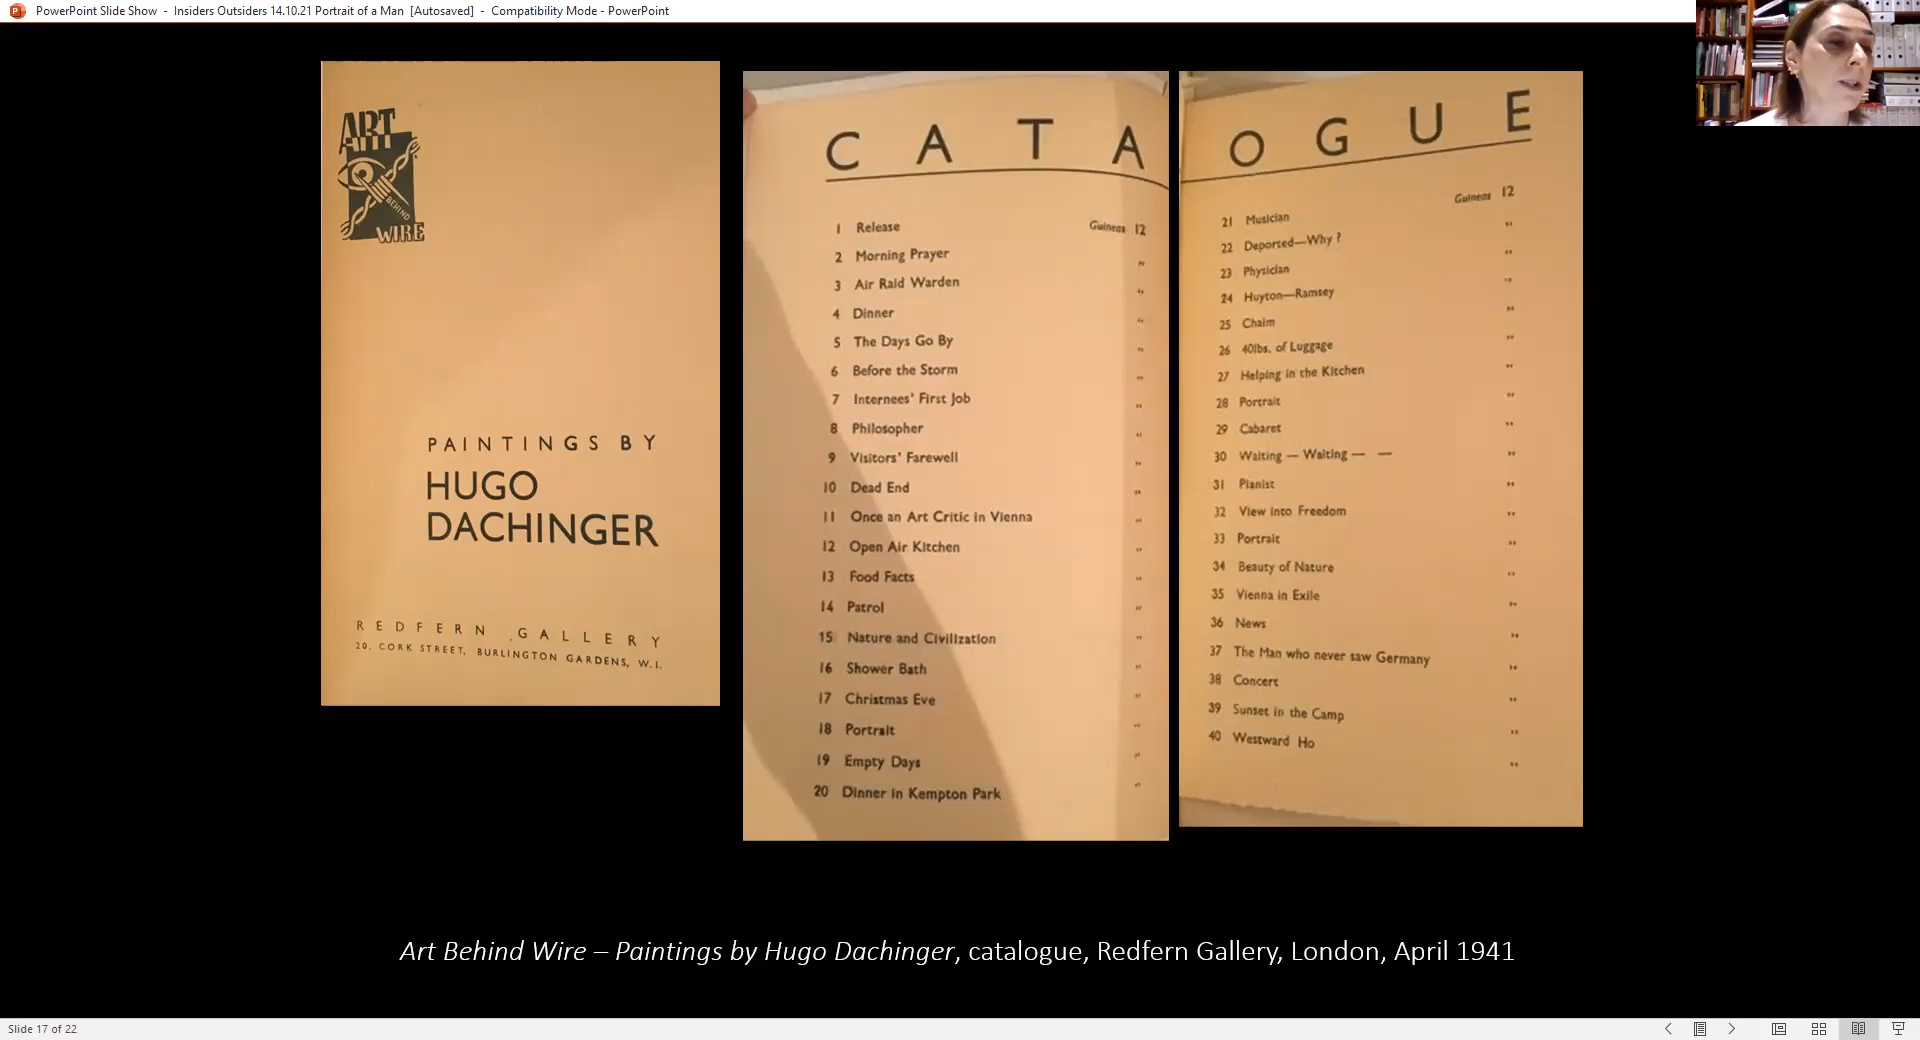 PowerPoint Slide Show - Insiders Outsiders 14.10.21 Portrait of a Man [Autosaved] - Compatibility Mode - PowerPoint
ART
BEHIND
WIRE
PAINTINGS BY
HUGO
DACHINGER
REDFERN GALLERY
20, CORK STREET, BURLINGTON GARDENS, W.1.
CATA
Guineas 12
1 Release
2 Morning Prayer "
3 Air Raid Warden "
4 Dinner "
5 The Days Go By "
6 Before the Storm "
7 Internees' First Job "
8 Philosopher "
9 Visitors' Farewell "
10 Dead End "
11 Once an Art Critic in Vienna "
12 Open Air Kitchen "
13 Food Facts "
14 Patrol "
15 Nature and Civilization "
16 Shower Bath "
17 Christmas Eve "
18 Portrait "
19 Empty Days "
20 Dinner in Kempton Park "
OGUE
Guineas 12
21 Musician
22 Deported—Why ? "
23 Physician "
24 Huyton—Ramsey "
25 Chaim "
26 40lbs. of Luggage "
27 Helping in the Kitchen "
28 Portrait "
29 Cabaret "
30 Waiting — Waiting — — "
31 Pianist "
32 View into Freedom "
33 Portrait "
34 Beauty of Nature "
35 Vienna in Exile "
36 News "
37 The Man who never saw Germany "
38 Concert "
39 Sunset in the Camp "
40 Westward Ho "
Art Behind Wire – Paintings by Hugo Dachinger, catalogue, Redfern Gallery, London, April 1941
Slide 17 of 22